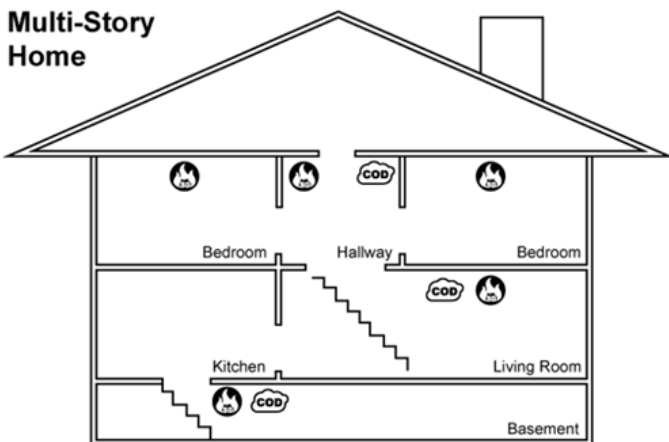 Multi-Story
Home
COD
Bedroom
Hallway
Bedroom
COD
Kitchen
Living Room
COD
Basement